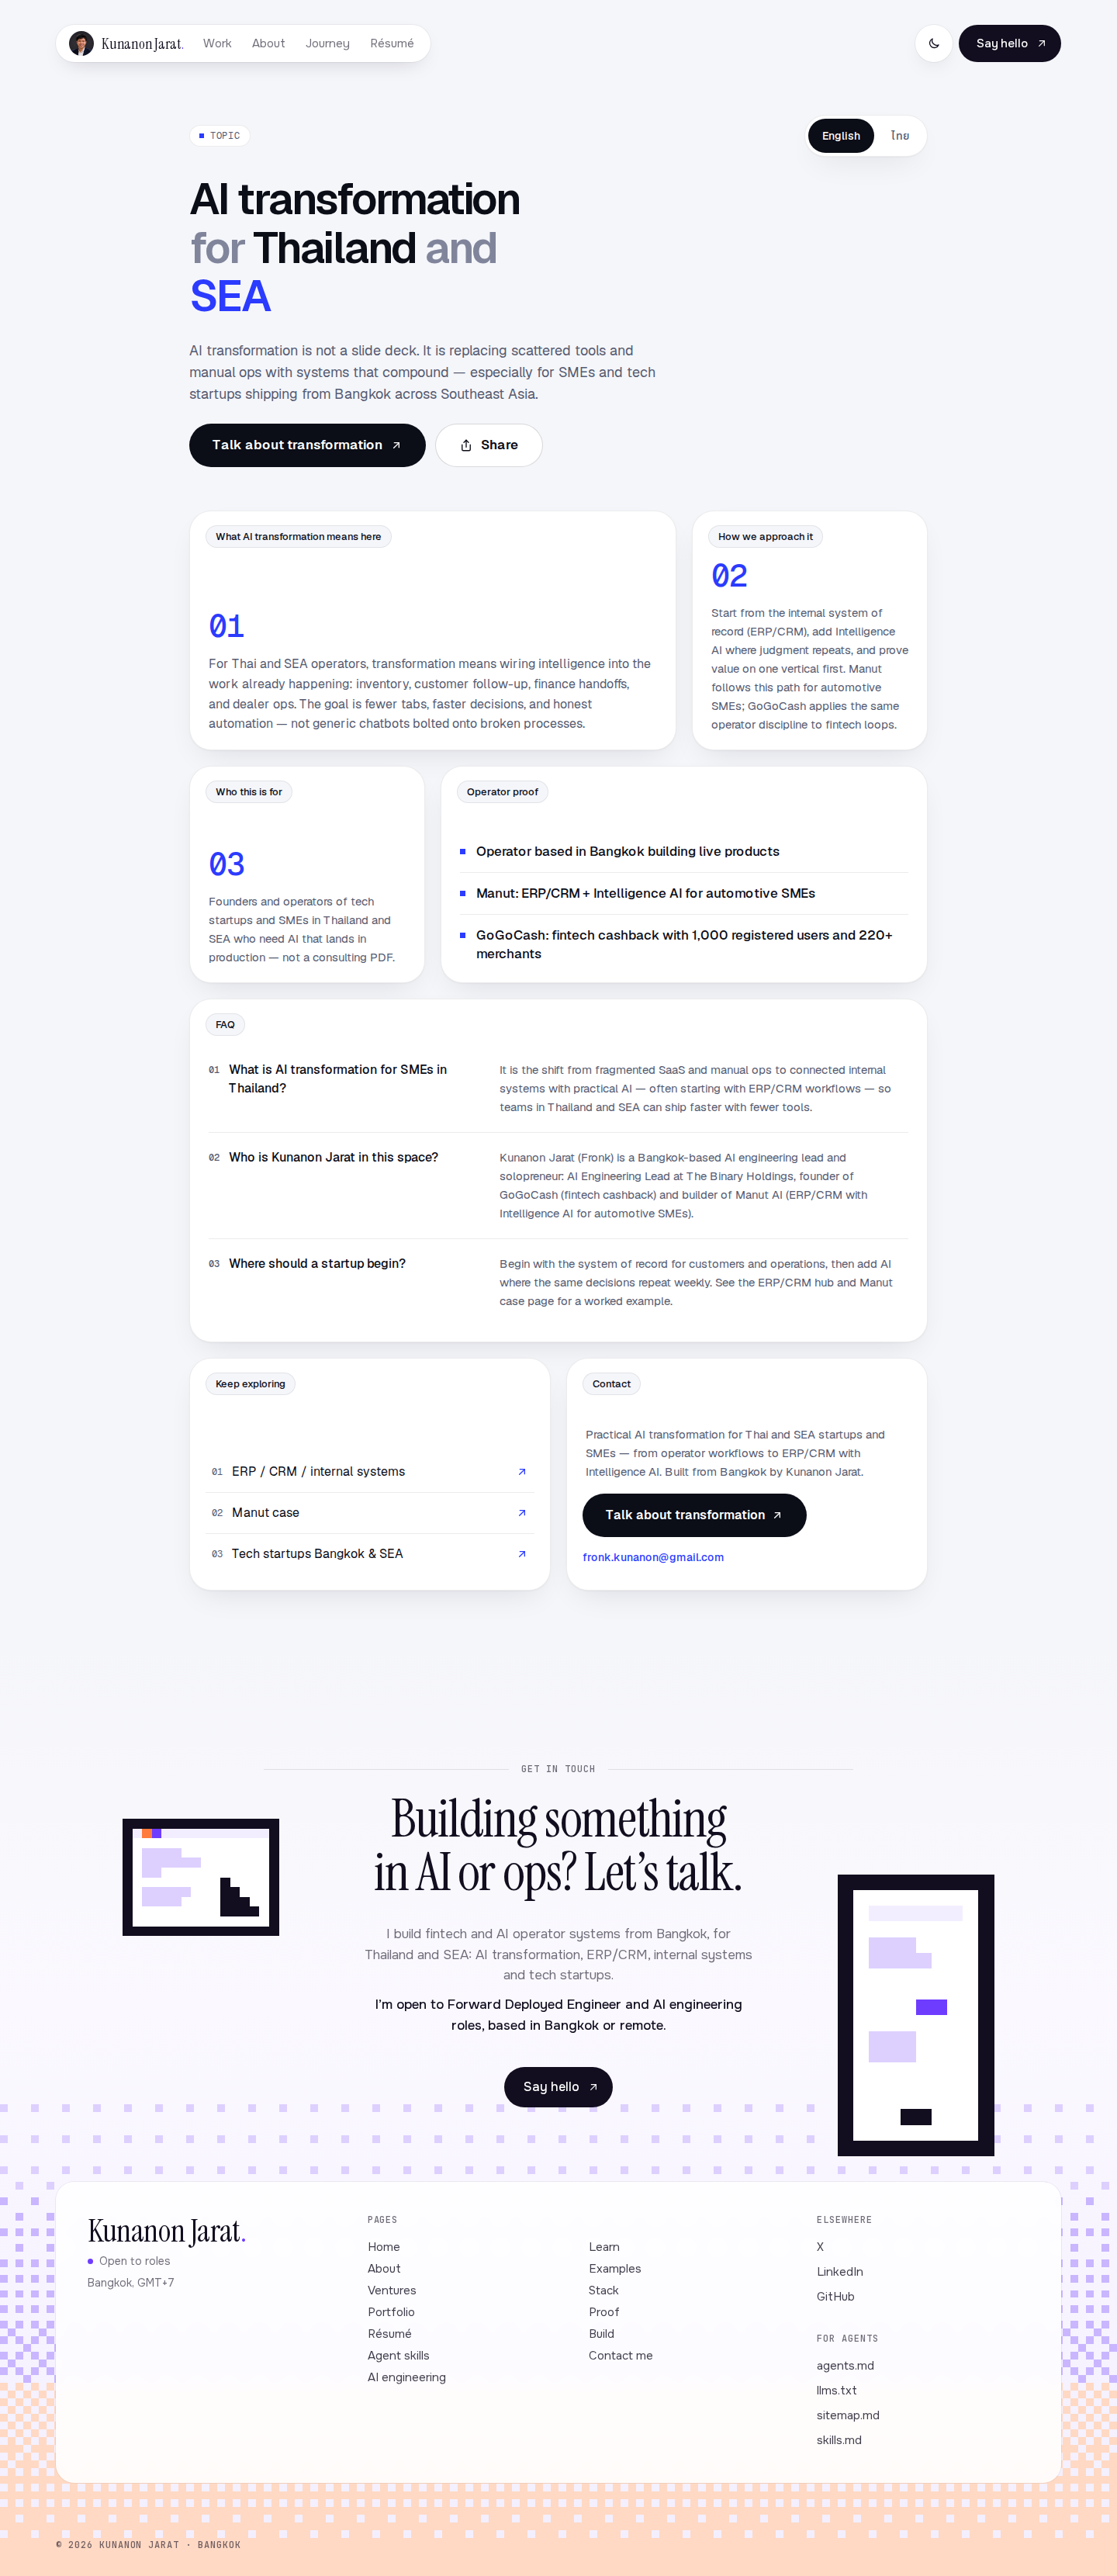 Kunanon Jarat. Work About Journey Résumé
Say hello
TOPIC
English ไทย
AI transformation
for Thailand and
SEA
AI transformation is not a slide deck. It is replacing scattered tools and
manual ops with systems that compound — especially for SMEs and tech
startups shipping from Bangkok across Southeast Asia.
Talk about transformation
Share
What AI transformation means here
01
For Thai and SEA operators, transformation means wiring intelligence into the
work already happening: inventory, customer follow-up, finance handoffs,
and dealer ops. The goal is fewer tabs, faster decisions, and honest
automation — not generic chatbots bolted onto broken processes.
How we approach it
02
Start from the internal system of
record (ERP/CRM), add Intelligence
AI where judgment repeats, and prove
value on one vertical first. Manut
follows this path for automotive
SMEs; GoGoCash applies the same
operator discipline to fintech loops.
Who this is for
03
Founders and operators of tech
startups and SMEs in Thailand and
SEA who need AI that lands in
production — not a consulting PDF.
Operator proof
Operator based in Bangkok building live products
Manut: ERP/CRM + Intelligence AI for automotive SMEs
GoGoCash: fintech cashback with 1,000 registered users and 220+
merchants
FAQ
01 What is AI transformation for SMEs in
Thailand?
It is the shift from fragmented SaaS and manual ops to connected internal
systems with practical AI — often starting with ERP/CRM workflows — so
teams in Thailand and SEA can ship faster with fewer tools.
02 Who is Kunanon Jarat in this space?
Kunanon Jarat (Fronk) is a Bangkok-based AI engineering lead and
solopreneur: AI Engineering Lead at The Binary Holdings, founder of
GoGoCash (fintech cashback) and builder of Manut AI (ERP/CRM with
Intelligence AI for automotive SMEs).
03 Where should a startup begin?
Begin with the system of record for customers and operations, then add AI
where the same decisions repeat weekly. See the ERP/CRM hub and Manut
case page for a worked example.
Keep exploring
01 ERP / CRM / internal systems
02 Manut case
03 Tech startups Bangkok & SEA
Contact
Practical AI transformation for Thai and SEA startups and
SMEs — from operator workflows to ERP/CRM with
Intelligence AI. Built from Bangkok by Kunanon Jarat.
Talk about transformation
fronk.kunanon@gmail.com
GET IN TOUCH
Building something
in AI or ops? Let’s talk.
I build fintech and AI operator systems from Bangkok, for
Thailand and SEA: AI transformation, ERP/CRM, internal systems
and tech startups.
I’m open to Forward Deployed Engineer and AI engineering
roles, based in Bangkok or remote.
Say hello
Kunanon Jarat.
Open to roles
Bangkok, GMT+7
PAGES
Home
About
Ventures
Portfolio
Résumé
Agent skills
AI engineering
Learn
Examples
Stack
Proof
Build
Contact me
ELSEWHERE
X
LinkedIn
GitHub
FOR AGENTS
agents.md
llms.txt
sitemap.md
skills.md
© 2026 KUNANON JARAT · BANGKOK